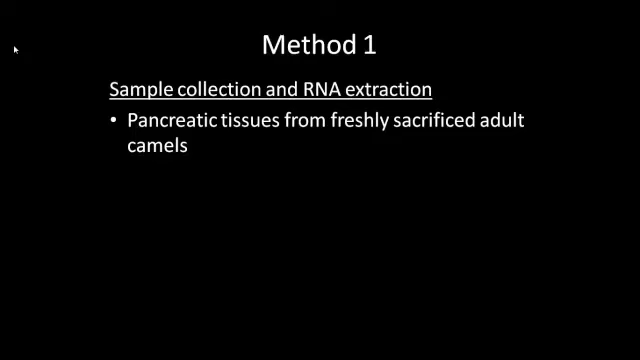 Method 1
Sample collection and RNA extraction
• Pancreatic tissues from freshly sacrificed adult
camels